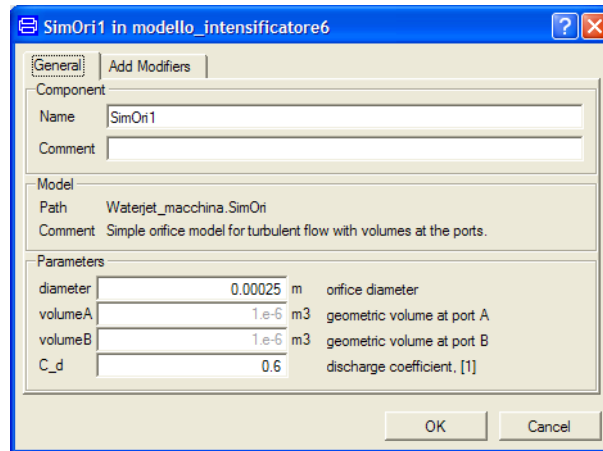 SimOri1 in modello_intensificatore6
General Add Modifiers
Component
Name SimOri1
Comment
Model
Path Waterjet_macchina.SimOri
Comment Simple orifice model for turbulent flow with volumes at the ports.
Parameters
diameter 0.00025 m orifice diameter
volumeA 1.e-6 m3 geometric volume at port A
volumeB 1.e-6 m3 geometric volume at port B
C_d 0.6 discharge coefficient, [1]
OK Cancel